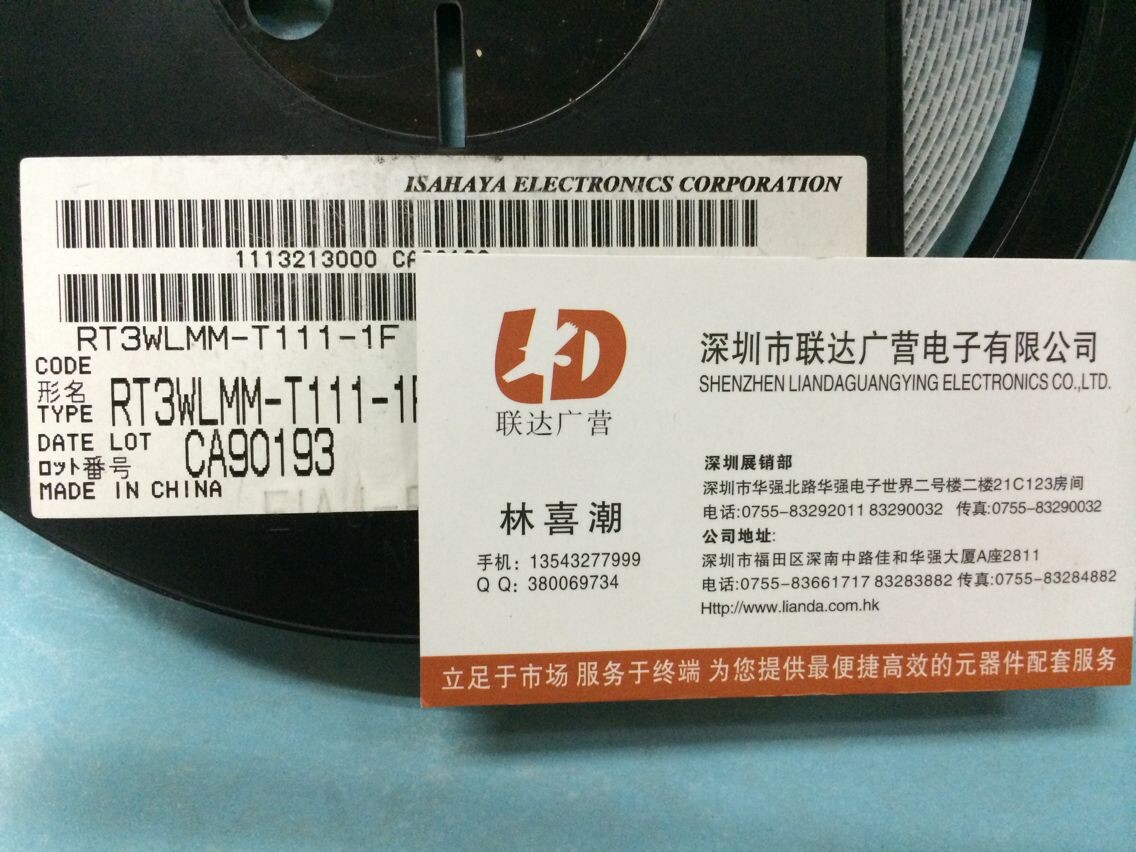 ISAHAYA ELECTRONICS CORPORATION
1113213000
RT3WLMM-T111-1F
CODE
形名
TYPE RT3WLMM-T111-1
DATE LOT
ロット番号 CA90193
MADE IN CHINA
联达广营
深圳市联达广营电子有限公司
SHENZHEN LIANDAGUANGYING ELECTRONICS CO.,LTD.
林喜潮
手机: 13543277999
Q Q: 380069734
深圳展销部
深圳市华强北路华强电子世界二号楼二楼21C123房间
电话:0755-83292011 83290032 传真:0755-83290032
公司地址:
深圳市福田区深南中路佳和华强大厦A座2811
电话:0755-83661717 83283882 传真:0755-83284882
Http://www.lianda.com.hk
立足于市场 服务于终端 为您提供最便捷高效的元器件配套服务